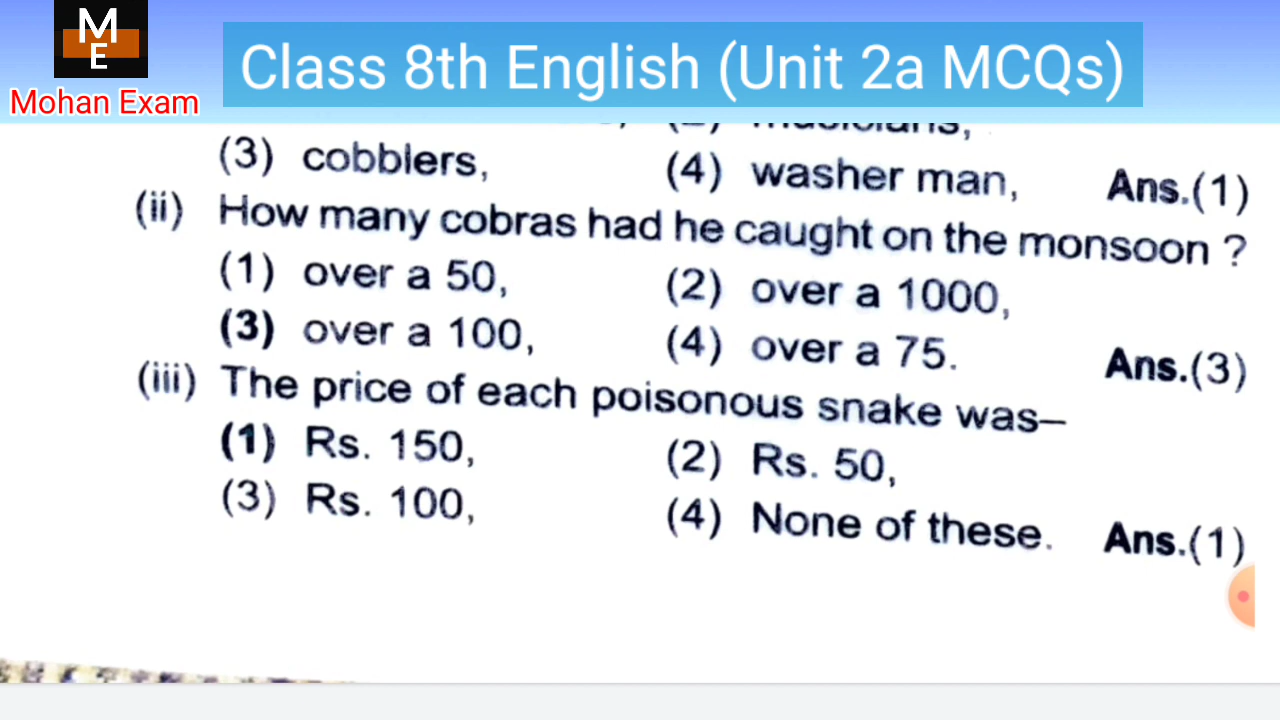 M
E
Mohan Exam
Class 8th English (Unit 2a MCQs)
(3) cobblers, (4) washer man, Ans.(1)
(ii) How many cobras had he caught on the monsoon ?
(1) over a 50, (2) over a 1000,
(3) over a 100, (4) over a 75. Ans.(3)
(iii) The price of each poisonous snake was–
(1) Rs. 150, (2) Rs. 50,
(3) Rs. 100, (4) None of these. Ans.(1)